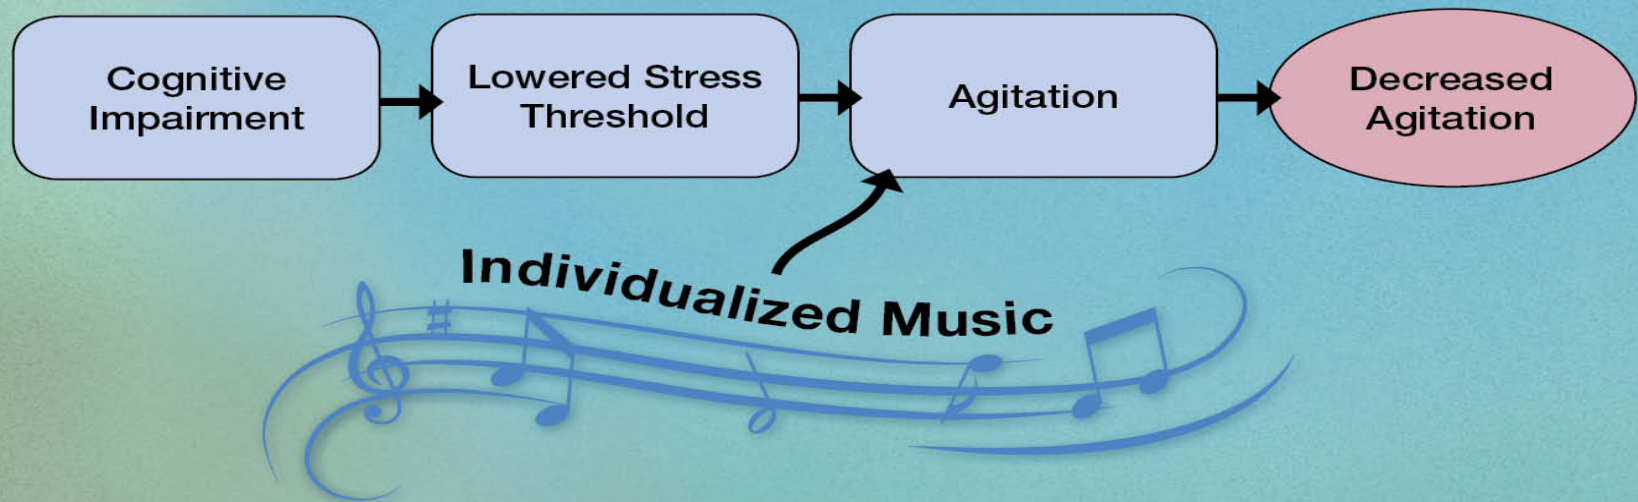 Cognitive
Impairment
Lowered Stress
Threshold
Agitation
Decreased
Agitation
Individualized Music